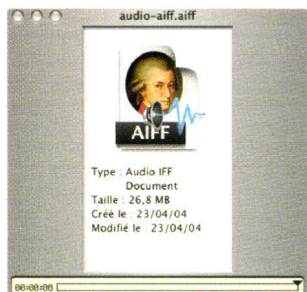 audio-aiff.aiff
AIFF
Type : Audio IFF
Document
Taille : 26,8 MB
Créé le : 23/04/04
Modifié le : 23/04/04
00:00:00